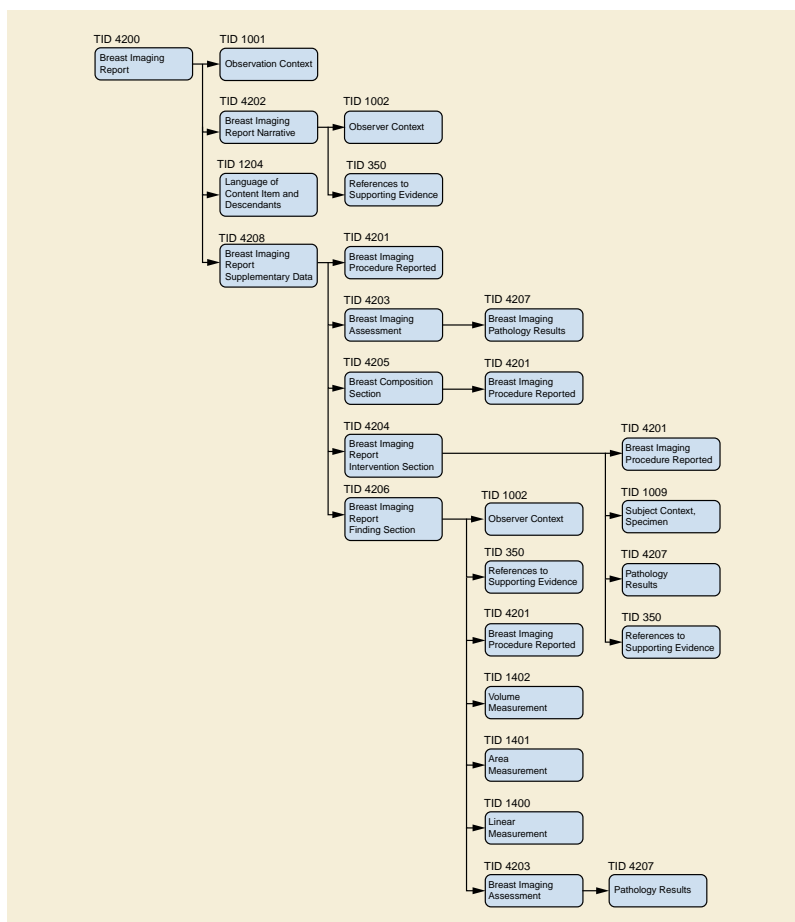 TID 4200
Breast Imaging
Report
TID 1001
Observation Context
TID 4202
Breast Imaging
Report Narrative
TID 1002
Observer Context
TID 350
References to
Supporting Evidence
TID 1204
Language of
Content Item and
Descendants
TID 4208
Breast Imaging
Report
Supplementary Data
TID 4201
Breast Imaging
Procedure Reported
TID 4203
Breast Imaging
Assessment
TID 4207
Breast Imaging
Pathology Results
TID 4205
Breast Composition
Section
TID 4201
Breast Imaging
Procedure Reported
TID 4204
Breast Imaging
Report
Intervention Section
TID 4201
Breast Imaging
Procedure Reported
TID 1009
Subject Context,
Specimen
TID 4207
Pathology
Results
TID 350
References to
Supporting Evidence
TID 4206
Breast Imaging
Report
Finding Section
TID 1002
Observer Context
TID 350
References to
Supporting Evidence
TID 4201
Breast Imaging
Procedure Reported
TID 1402
Volume
Measurement
TID 1401
Area
Measurement
TID 1400
Linear
Measurement
TID 4203
Breast Imaging
Assessment
TID 4207
Pathology Results